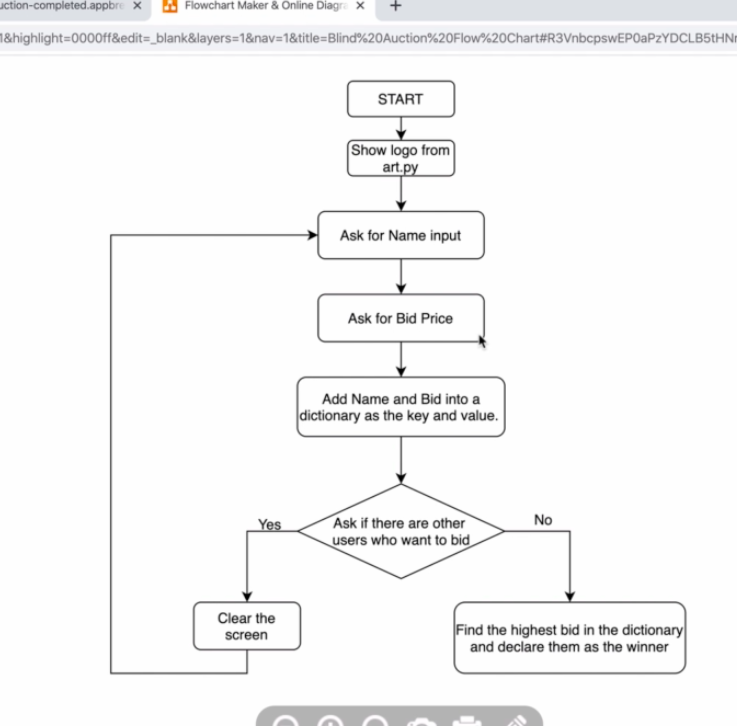 uction-completed.appbre
Flowchart Maker & Online Diagra
1&highlight=0000ff&edit=_blank&layers=1&nav=1&title=Blind%20Auction%20Flow%20Chart#R3VnbcpswEP0aPzYDCLB5tHN
START
Show logo from
art.py
Ask for Name input
Ask for Bid Price
Add Name and Bid into a
dictionary as the key and value.
Yes
Ask if there are other
users who want to bid
No
Clear the
screen
Find the highest bid in the dictionary
and declare them as the winner